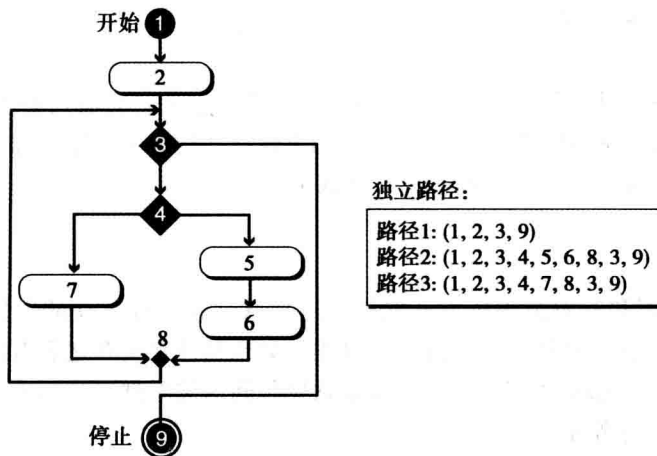 开始 1
2
3
4
5
7
6
8
停止 9
独立路径:
路径1: (1, 2, 3, 9)
路径2: (1, 2, 3, 4, 5, 6, 8, 3, 9)
路径3: (1, 2, 3, 4, 7, 8, 3, 9)